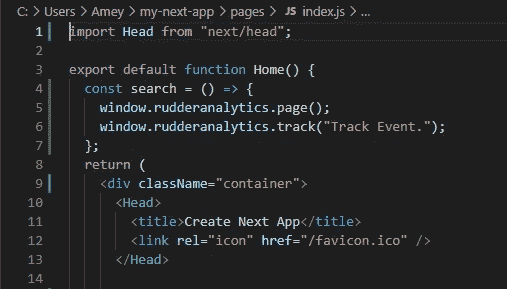 C: > Users > Amey > my-next-app > pages > JS index.js > ...
1 import Head from "next/head";
2
3 export default function Home() {
4 const search = () => {
5 window.rudderanalytics.page();
6 window.rudderanalytics.track("Track Event.");
7 };
8 return (
9 <div className="container">
10 <Head>
11 <title>Create Next App</title>
12 <link rel="icon" href="/favicon.ico" />
13 </Head>
14